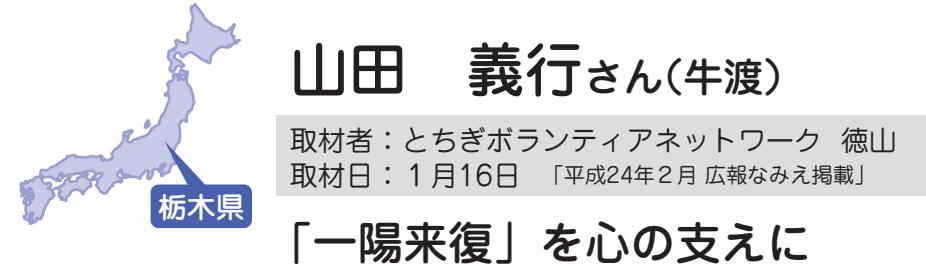 山田　義行さん（牛渡）
取材者：とちぎボランティアネットワーク 徳山
取材日：１月16日 「平成24年２月 広報なみえ掲載」
栃木県
「一陽来復」を心の支えに